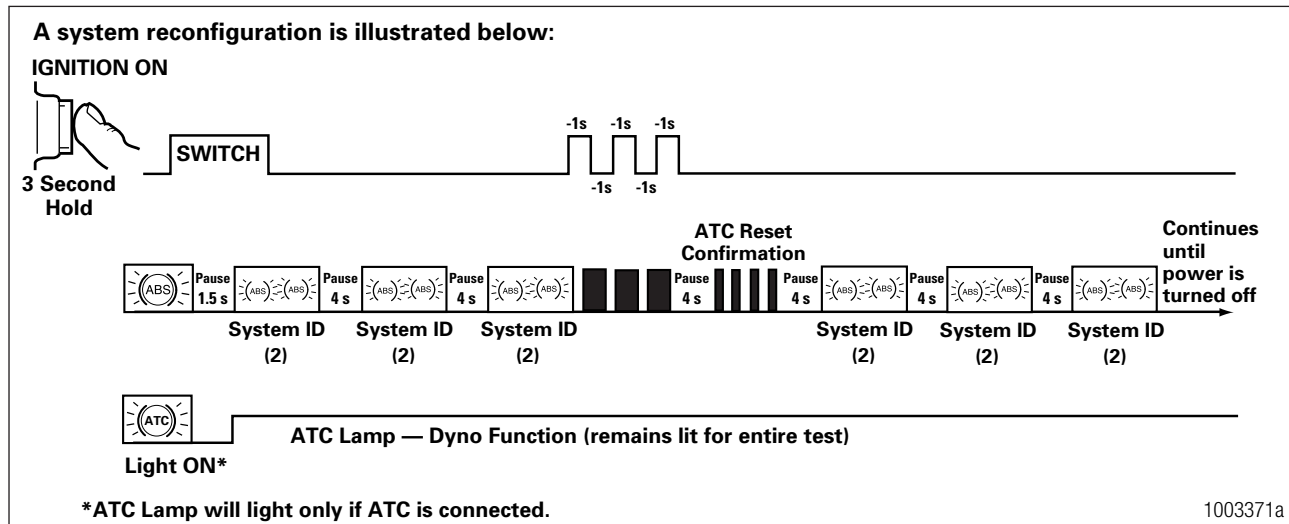 A system reconfiguration is illustrated below:
IGNITION ON
SWITCH
3 Second
Hold
-1s -1s -1s
-1s -1s
ATC Reset
Confirmation
Continues
until
power is
turned off
ABS
Pause
1.5 s
ABS ABS
Pause
4 s
ABS ABS
Pause
4 s
ABS ABS
Pause
4 s
Pause
4 s
ABS ABS
Pause
4 s
ABS ABS
Pause
4 s
ABS ABS
System ID
(2)
System ID
(2)
System ID
(2)
System ID
(2)
System ID
(2)
System ID
(2)
ATC
ATC Lamp — Dyno Function (remains lit for entire test)
Light ON*
*ATC Lamp will light only if ATC is connected.
1003371a